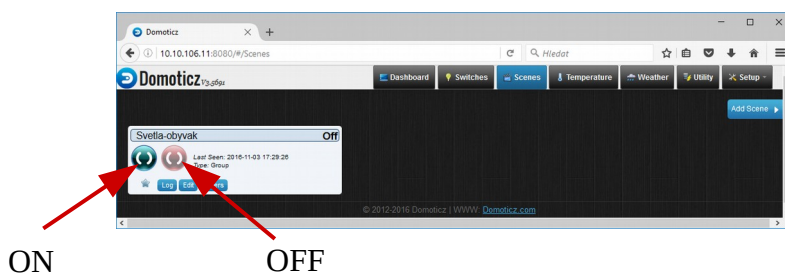 Domoticz
10.10.106.11:8080/#/Scenes
Hledat
Domoticz V3.5691
Dashboard Switches Scenes Temperature Weather Utility Setup
Add Scene
Svetla-obyvak Off
Last Seen: 2016-11-03 17:29:26
Type: Group
Log Edit
© 2012-2016 Domoticz | WWW: Domoticz.com
ON OFF